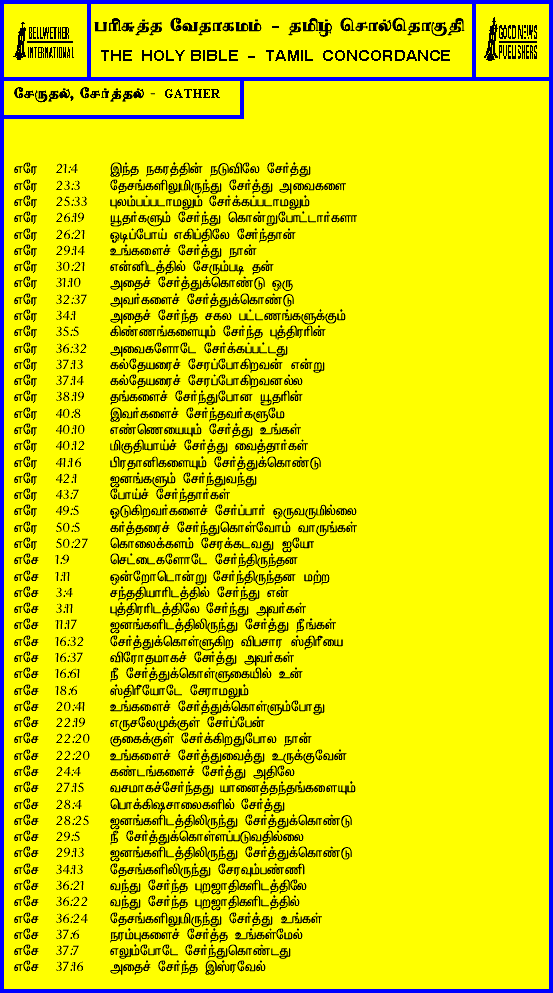 BELLWETHER
INTERNATIONAL
பரிசுத்த வேதாகமம் - தமிழ் சொல்தொகுதி
THE HOLY BIBLE - TAMIL CONCORDANCE
GOOD NEWS
PUBLISHERS
சேருதல், சேர்த்தல் - GATHER
எரே 21:4 இந்த நகரத்தின் நடுவிலே சேர்த்து
எரே 23:3 தேசங்களிலுமிருந்து சேர்த்து அவைகளை
எரே 25:33 புலம்பப்படாமலும் சேர்க்கப்படாமலும்
எரே 26:19 யூதர்களும் சேர்ந்து கொன்றுபோட்டார்களா
எரே 26:21 ஓடிப்போய் எகிப்திலே சேர்ந்தான்
எரே 29:14 உங்களைச் சேர்த்து நான்
எரே 30:21 என்னிடத்தில் சேரும்படி தன்
எரே 31:10 அதைச் சேர்த்துக்கொண்டு ஒரு
எரே 32:37 அவர்களைச் சேர்த்துக்கொண்டு
எரே 34:1 அதைச் சேர்ந்த சகல பட்டணங்களுக்கும்
எரே 35:5 கிண்ணங்களையும் சேர்ந்த புத்திரரின்
எரே 36:32 அவைகளோடே சேர்க்கப்பட்டது
எரே 37:13 கல்தேயரைச் சேரப்போகிறவன் என்று
எரே 37:14 கல்தேயரைச் சேரப்போகிறவனல்ல
எரே 38:19 தங்களைச் சேர்ந்துபோன யூதரின்
எரே 40:8 இவர்களைச் சேர்ந்தவர்களுமே
எரே 40:10 எண்ணெயையும் சேர்த்து உங்கள்
எரே 40:12 மிகுதியாய்ச் சேர்த்து வைத்தார்கள்
எரே 41:16 பிரதானிகளையும் சேர்த்துக்கொண்டு
எரே 42:1 ஜனங்களும் சேர்ந்துவந்து
எரே 43:7 போய்ச் சேர்ந்தார்கள்
எரே 49:5 ஓடுகிறவர்களைச் சேர்ப்பார் ஒருவருமில்லை
எரே 50:5 கர்த்தரைச் சேர்ந்துகொள்வோம் வாருங்கள்
எரே 50:27 கொலைக்களம் சேரக்கடவது ஐயோ
எசே 1:9 செட்டைகளோடே சேர்ந்திருந்தன
எசே 1:11 ஒன்றோடொன்று சேர்ந்திருந்தன மற்ற
எசே 3:4 சந்ததியாரிடத்தில் சேர்ந்து என்
எசே 3:11 புத்திரரிடத்திலே சேர்ந்து அவர்கள்
எசே 11:17 ஜனங்களிடத்திலிருந்து சேர்த்து நீங்கள்
எசே 16:32 சேர்த்துக்கொள்ளுகிற விபசார ஸ்திரீயை
எசே 16:37 விரோதமாகச் சேர்த்து அவர்கள்
எசே 16:61 நீ சேர்த்துக்கொள்ளுகையில் உன்
எசே 18:6 ஸ்திரீயோடே சேராமலும்
எசே 20:41 உங்களைச் சேர்த்துக்கொள்ளும்போது
எசே 22:19 எருசலேமுக்குள் சேர்ப்பேன்
எசே 22:20 குகைக்குள் சேர்க்கிறதுபோல நான்
எசே 22:20 உங்களைச் சேர்த்துவைத்து உருக்குவேன்
எசே 24:4 கண்டங்களைச் சேர்த்து அதிலே
எசே 27:15 வசமாகச்சேர்ந்தது யானைத்தந்தங்களையும்
எசே 28:4 பொக்கிஷசாலைகளில் சேர்த்து
எசே 28:25 ஜனங்களிடத்திலிருந்து சேர்த்துக்கொண்டு
எசே 29:5 நீ சேர்த்துக்கொள்ளப்படுவதில்லை
எசே 29:13 ஜனங்களிடத்திலிருந்து சேர்த்துக்கொண்டு
எசே 34:13 தேசங்களிலிருந்து சேரவும்பண்ணி
எசே 36:21 வந்து சேர்ந்த புறஜாதிகளிடத்திலே
எசே 36:22 வந்து சேர்ந்த புறஜாதிகளிடத்தில்
எசே 36:24 தேசங்களிலுமிருந்து சேர்த்து உங்கள்
எசே 37:6 நரம்புகளைச் சேர்த்த உங்கள்மேல்
எசே 37:7 எலும்போடே சேர்ந்துகொண்டது
எசே 37:16 அதைச் சேர்ந்த இஸ்ரவேல்